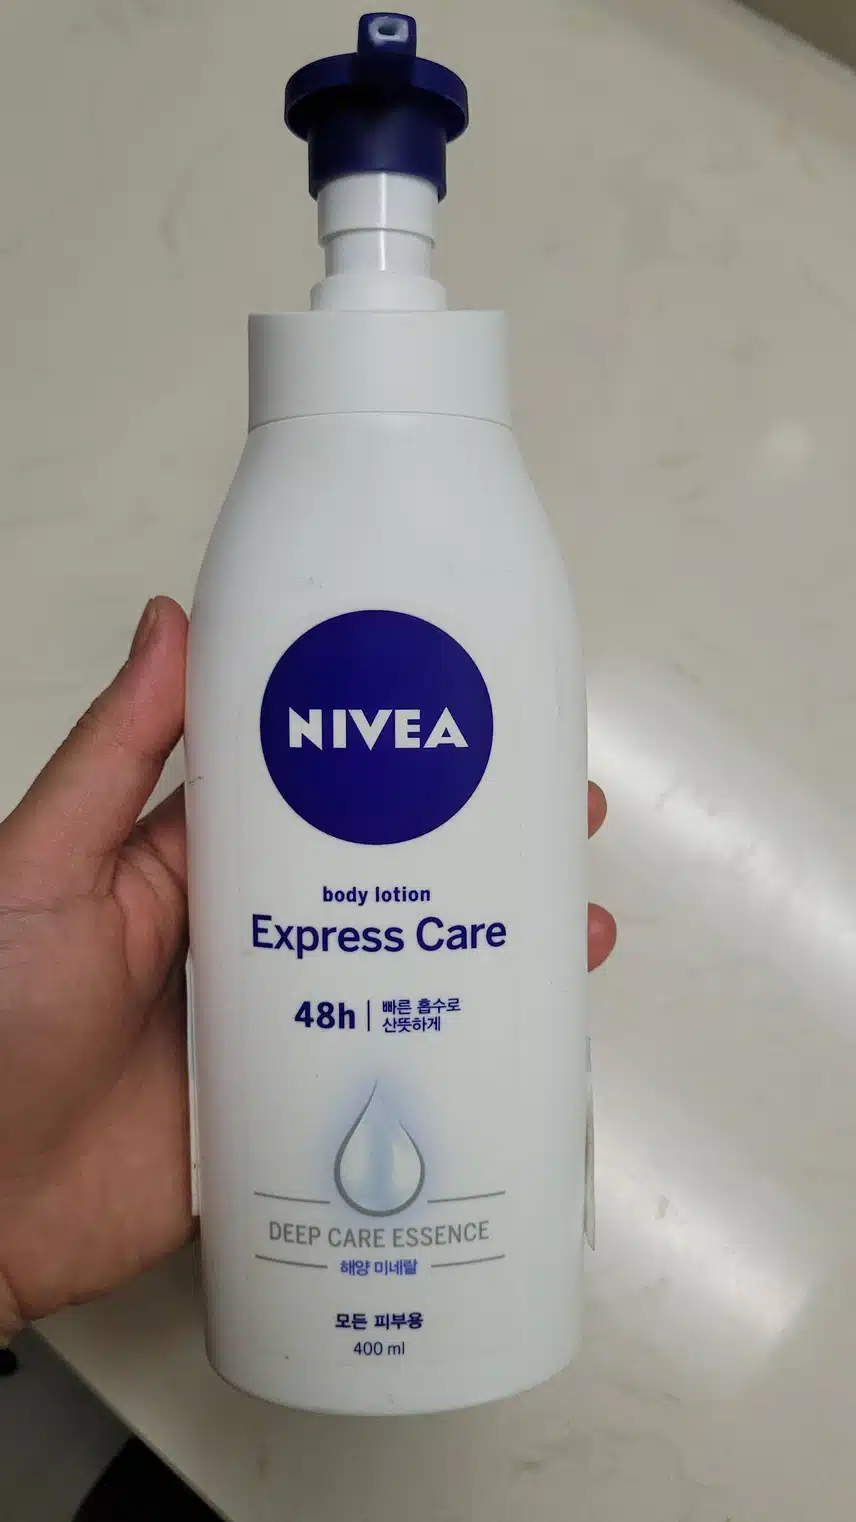 NIVEA
body lotion
Express Care
48h | 빠른 흡수로
산뜻하게
DEEP CARE ESSENCE
해양 미네랄
모든 피부용
400 ml